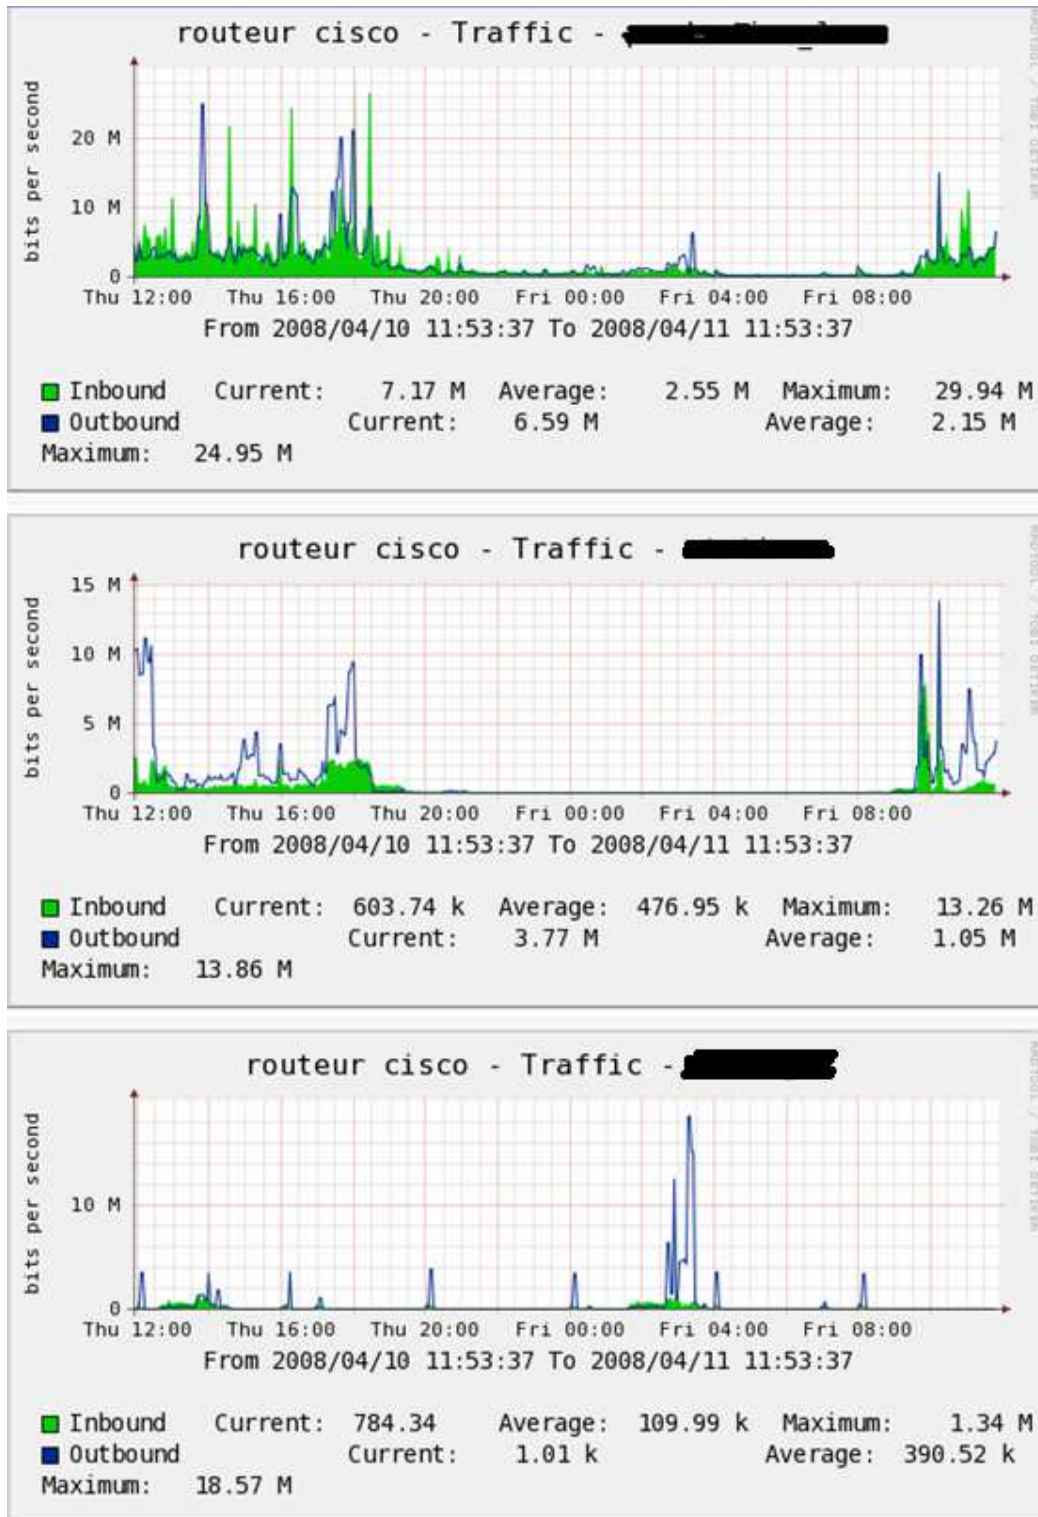 routeur cisco - Traffic -
bits per second
20 M
10 M
0
Thu 12:00 Thu 16:00 Thu 20:00 Fri 00:00 Fri 04:00 Fri 08:00
From 2008/04/10 11:53:37 To 2008/04/11 11:53:37
Inbound Current: 7.17 M Average: 2.55 M Maximum: 29.94 M
Outbound Current: 6.59 M Average: 2.15 M
Maximum: 24.95 M
RRDTOOL / TOBI OETIKER
routeur cisco - Traffic -
bits per second
15 M
10 M
5 M
0
Thu 12:00 Thu 16:00 Thu 20:00 Fri 00:00 Fri 04:00 Fri 08:00
From 2008/04/10 11:53:37 To 2008/04/11 11:53:37
Inbound Current: 603.74 k Average: 476.95 k Maximum: 13.26 M
Outbound Current: 3.77 M Average: 1.05 M
Maximum: 13.86 M
RRDTOOL / TOBI OETIKER
routeur cisco - Traffic -
bits per second
10 M
0
Thu 12:00 Thu 16:00 Thu 20:00 Fri 00:00 Fri 04:00 Fri 08:00
From 2008/04/10 11:53:37 To 2008/04/11 11:53:37
Inbound Current: 784.34 Average: 109.99 k Maximum: 1.34 M
Outbound Current: 1.01 k Average: 390.52 k
Maximum: 18.57 M
RRDTOOL / TOBI OETIKER